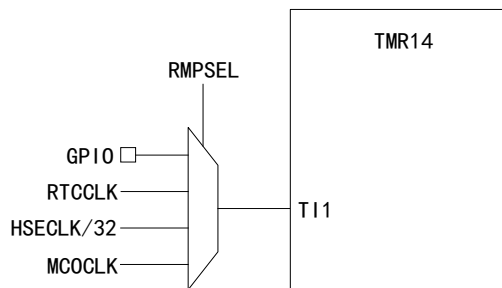 TMR14
RMPSEL
GPIO
RTCCLK
TI1
HSECLK/32
MCOCLK